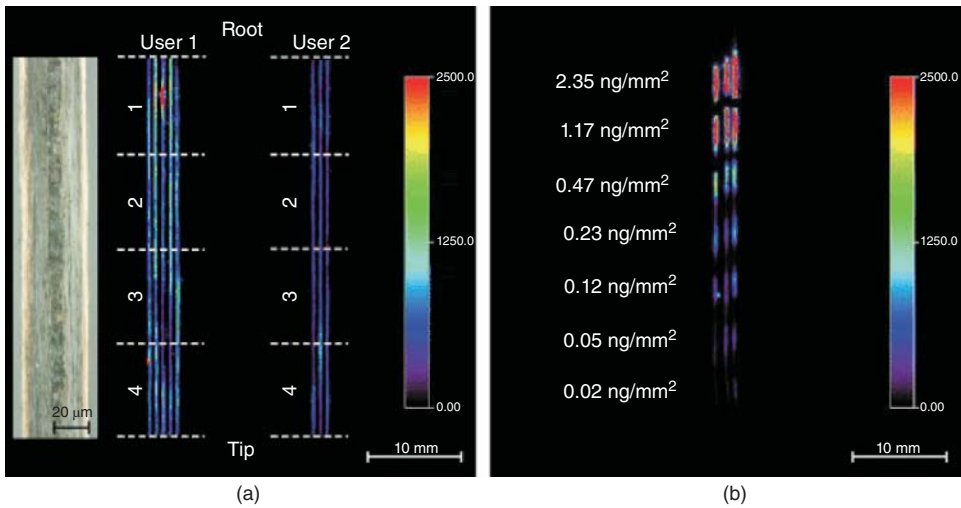 Root
User 1
User 2
1
2
3
4
1
2
3
4
Tip
20 μm
2500.0
1250.0
0.00
10 mm
(a)
2.35 ng/mm²
1.17 ng/mm²
0.47 ng/mm²
0.23 ng/mm²
0.12 ng/mm²
0.05 ng/mm²
0.02 ng/mm²
2500.0
1250.0
0.00
10 mm
(b)